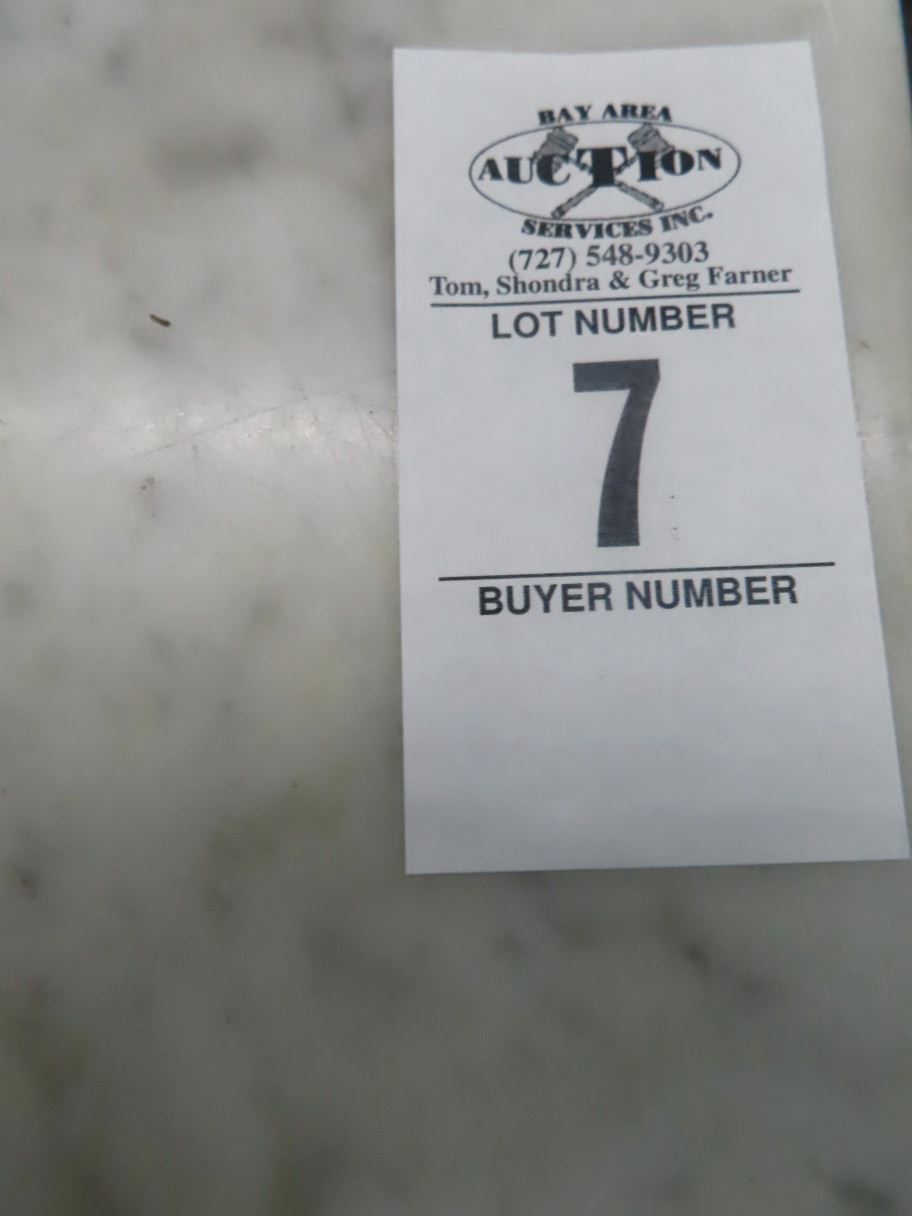 BAY AREA
AUCTION
SERVICES INC.
(727) 548-9303
Tom, Shondra & Greg Farner
LOT NUMBER
7
BUYER NUMBER